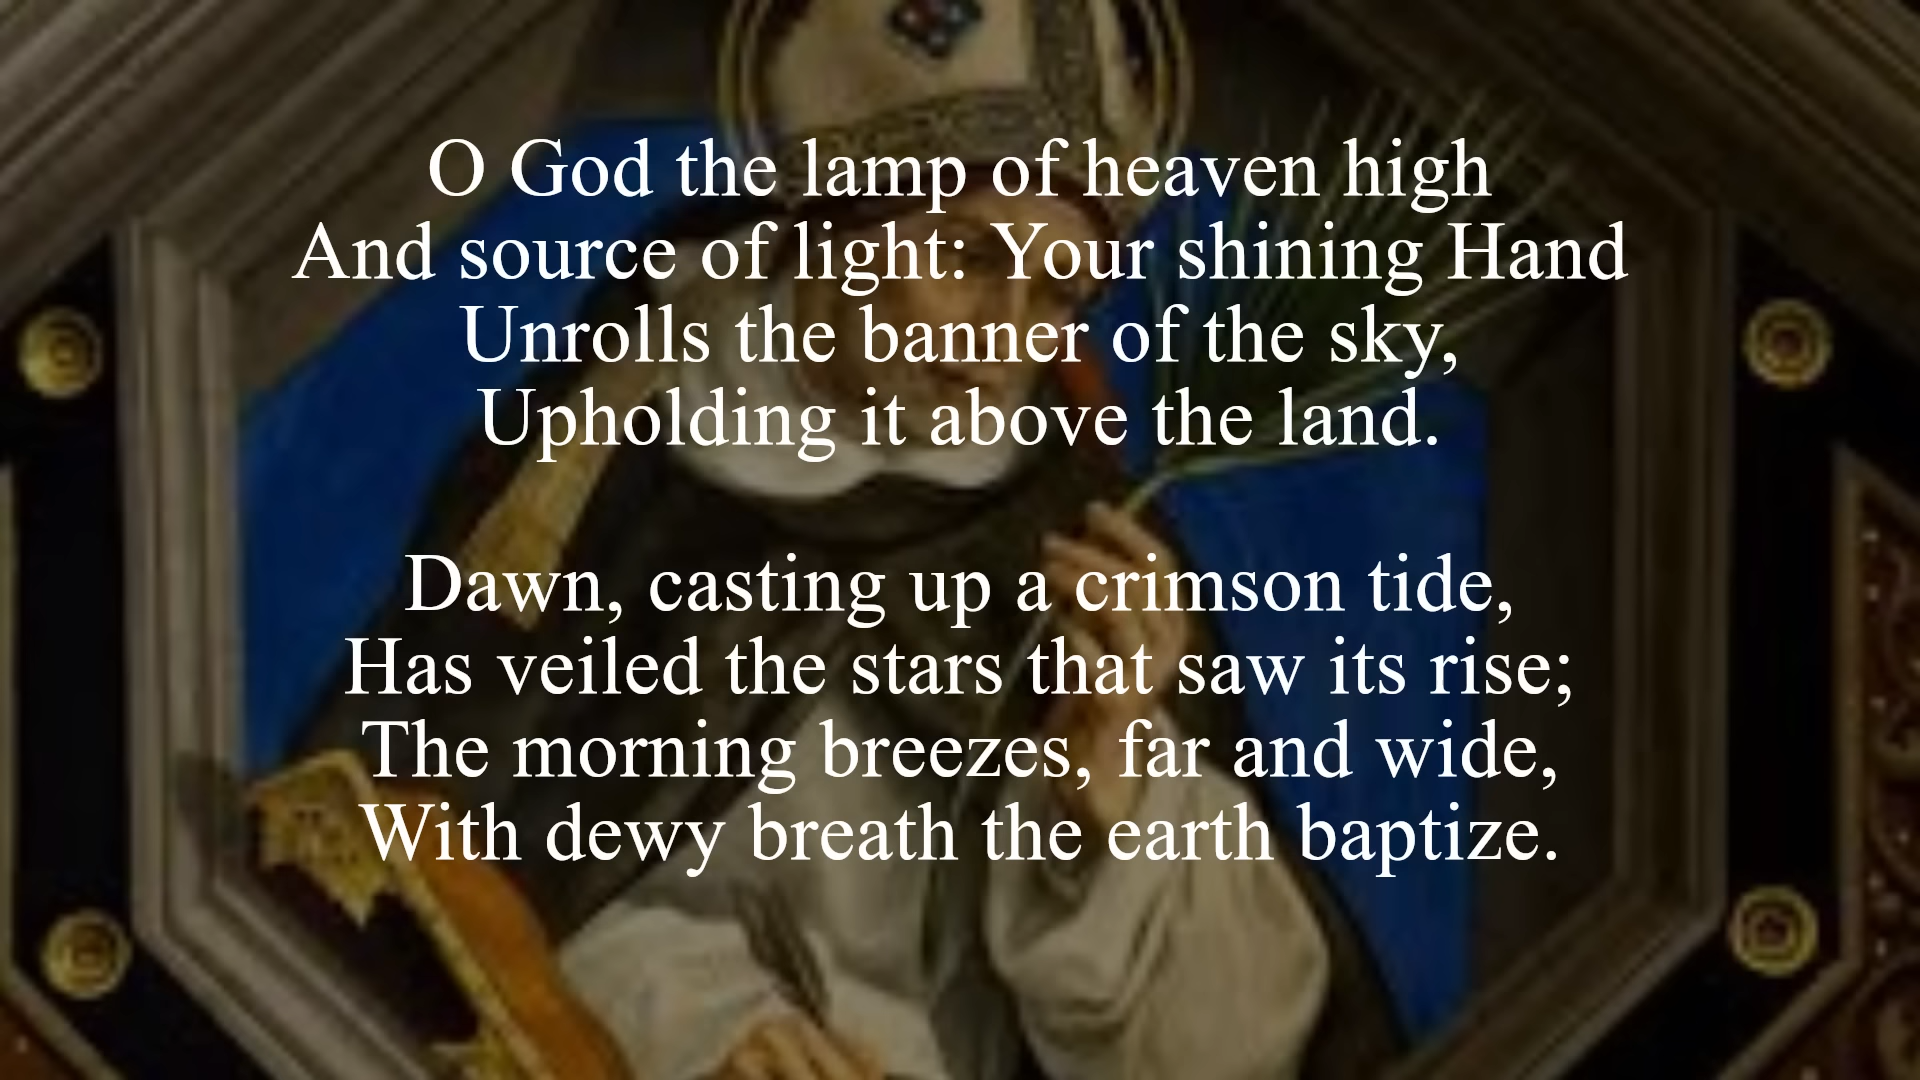 O God the lamp of heaven high
And source of light: Your shining Hand
Unrolls the banner of the sky,
Upholding it above the land.
Dawn, casting up a crimson tide,
Has veiled the stars that saw its rise;
The morning breezes, far and wide,
With dewy breath the earth baptize.